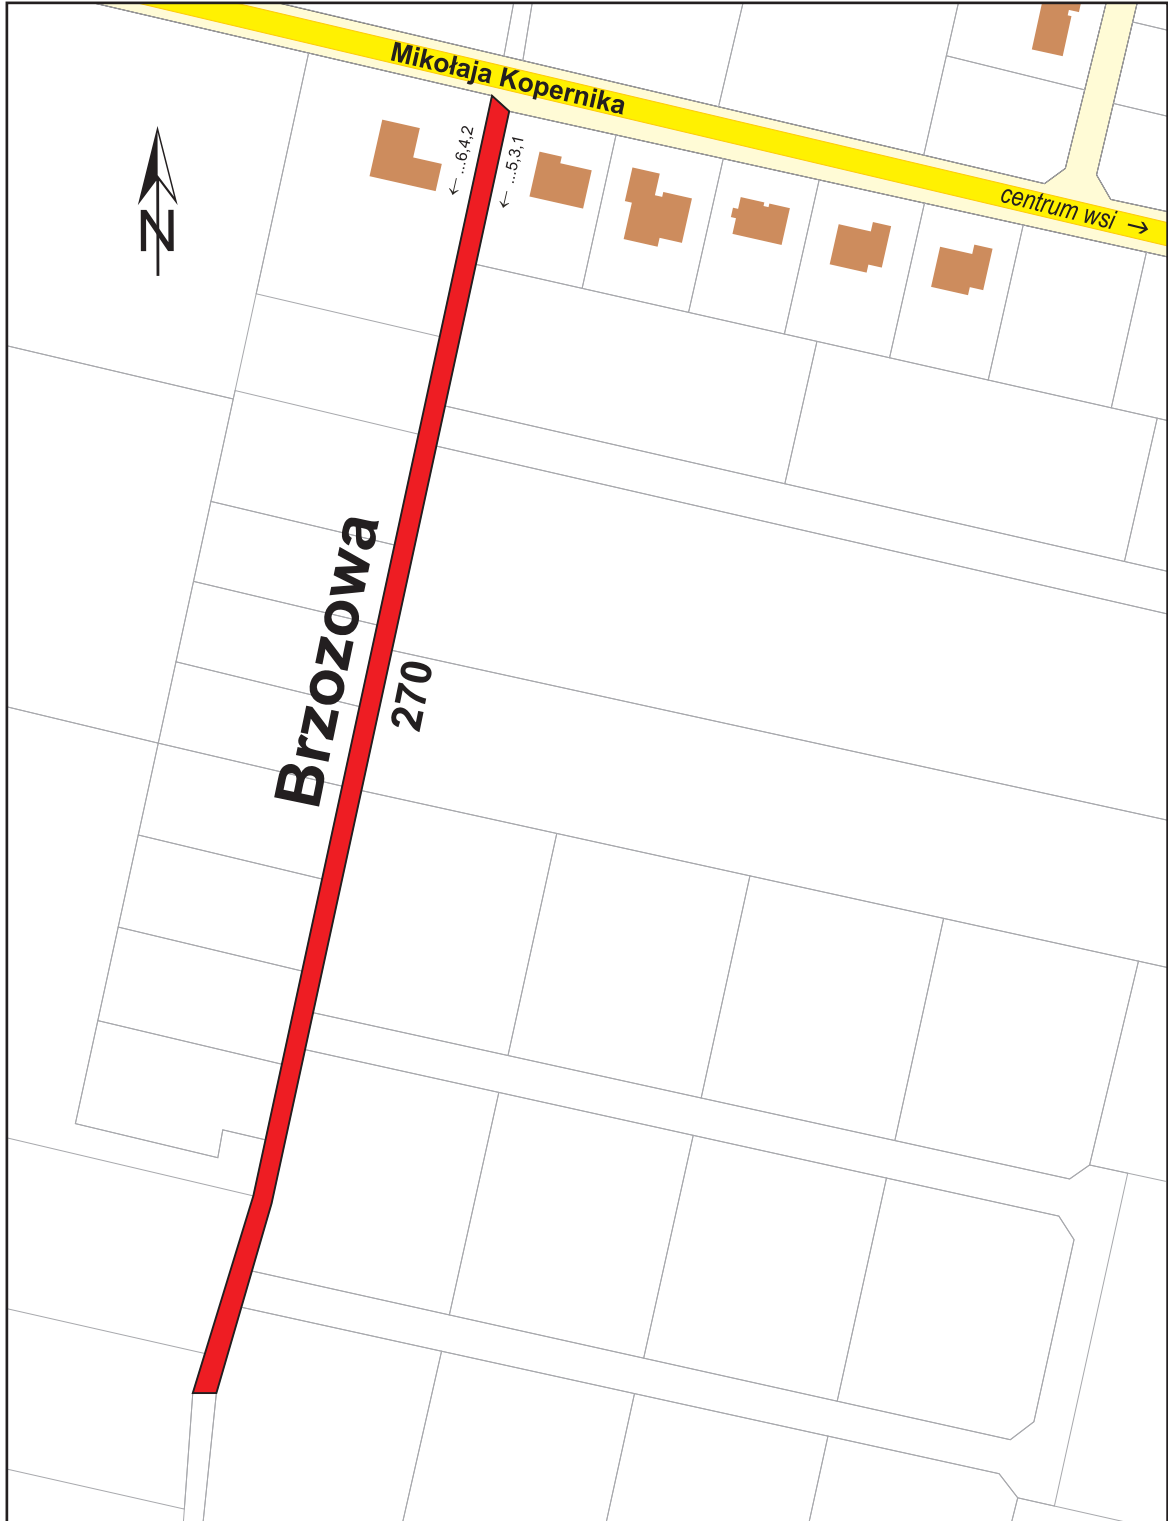 Mikołaja Kopernika
← ...6,4,2
← ...5,3,1
centrum wsi →
N
Brzozowa
270